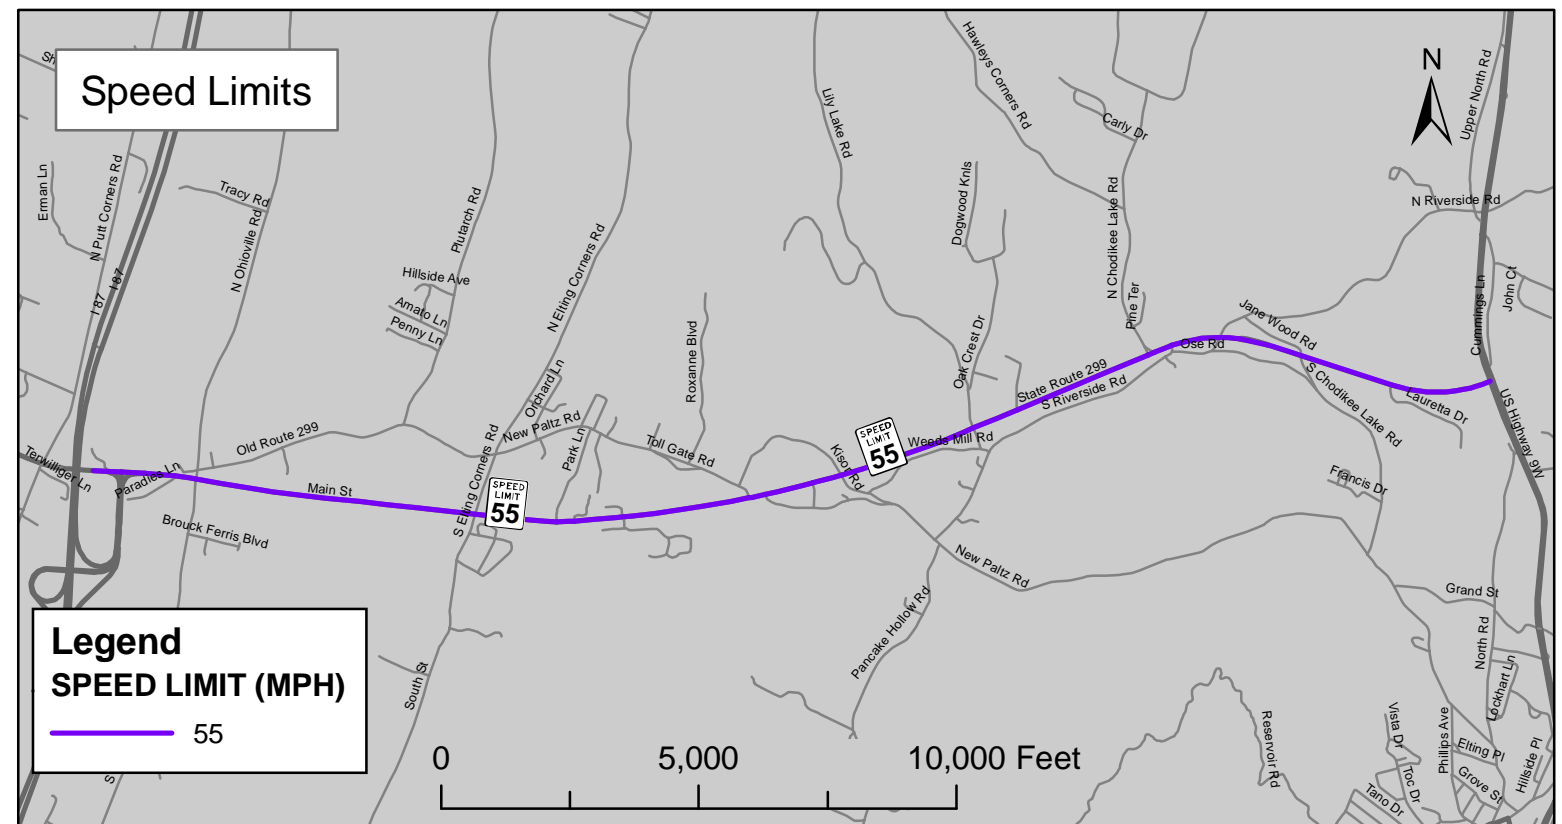 Speed Limits
Sh
N
Hawleys Corners Rd
Upper North Rd
Lily Lake Rd
Carly Dr
Erman Ln
N Putt Corners Rd
Tracy Rd
N Ohioville Rd
Plutarch Rd
N Elting Corners Rd
Dogwood Knls
N Chodikee Lake Rd
N Riverside Rd
I 87
I 87
Hillside Ave
Amato Ln
Penny Ln
Pine Ter
Cummings Ln
John Ct
Jane Wood Rd
Ose Rd
Roxanne Blvd
Oak Crest Dr
Orchard Ln
State Route 299
S Riverside Rd
S Chodikee Lake Rd
Lauretta Dr
US Highway 9W
Old Route 299
New Paltz Rd
Park Ln
Toll Gate Rd
Kisor Rd
SPEED
LIMIT
55
Weeds Mill Rd
Terwilliger Ln
Paradies Ln
Main St
S Elting Corners Rd
SPEED
LIMIT
55
Francis Dr
Brouck Ferris Blvd
New Paltz Rd
Grand St
Pancake Hollow Rd
North Rd
South St
Lockhart Ln
Reservoir Rd
Vista Dr
Phillips Ave
Elting Pl
Hillside Pl
Toc Dr
Grove St
Tano Dr
S
Legend
SPEED LIMIT (MPH)
55
0 5,000 10,000 Feet